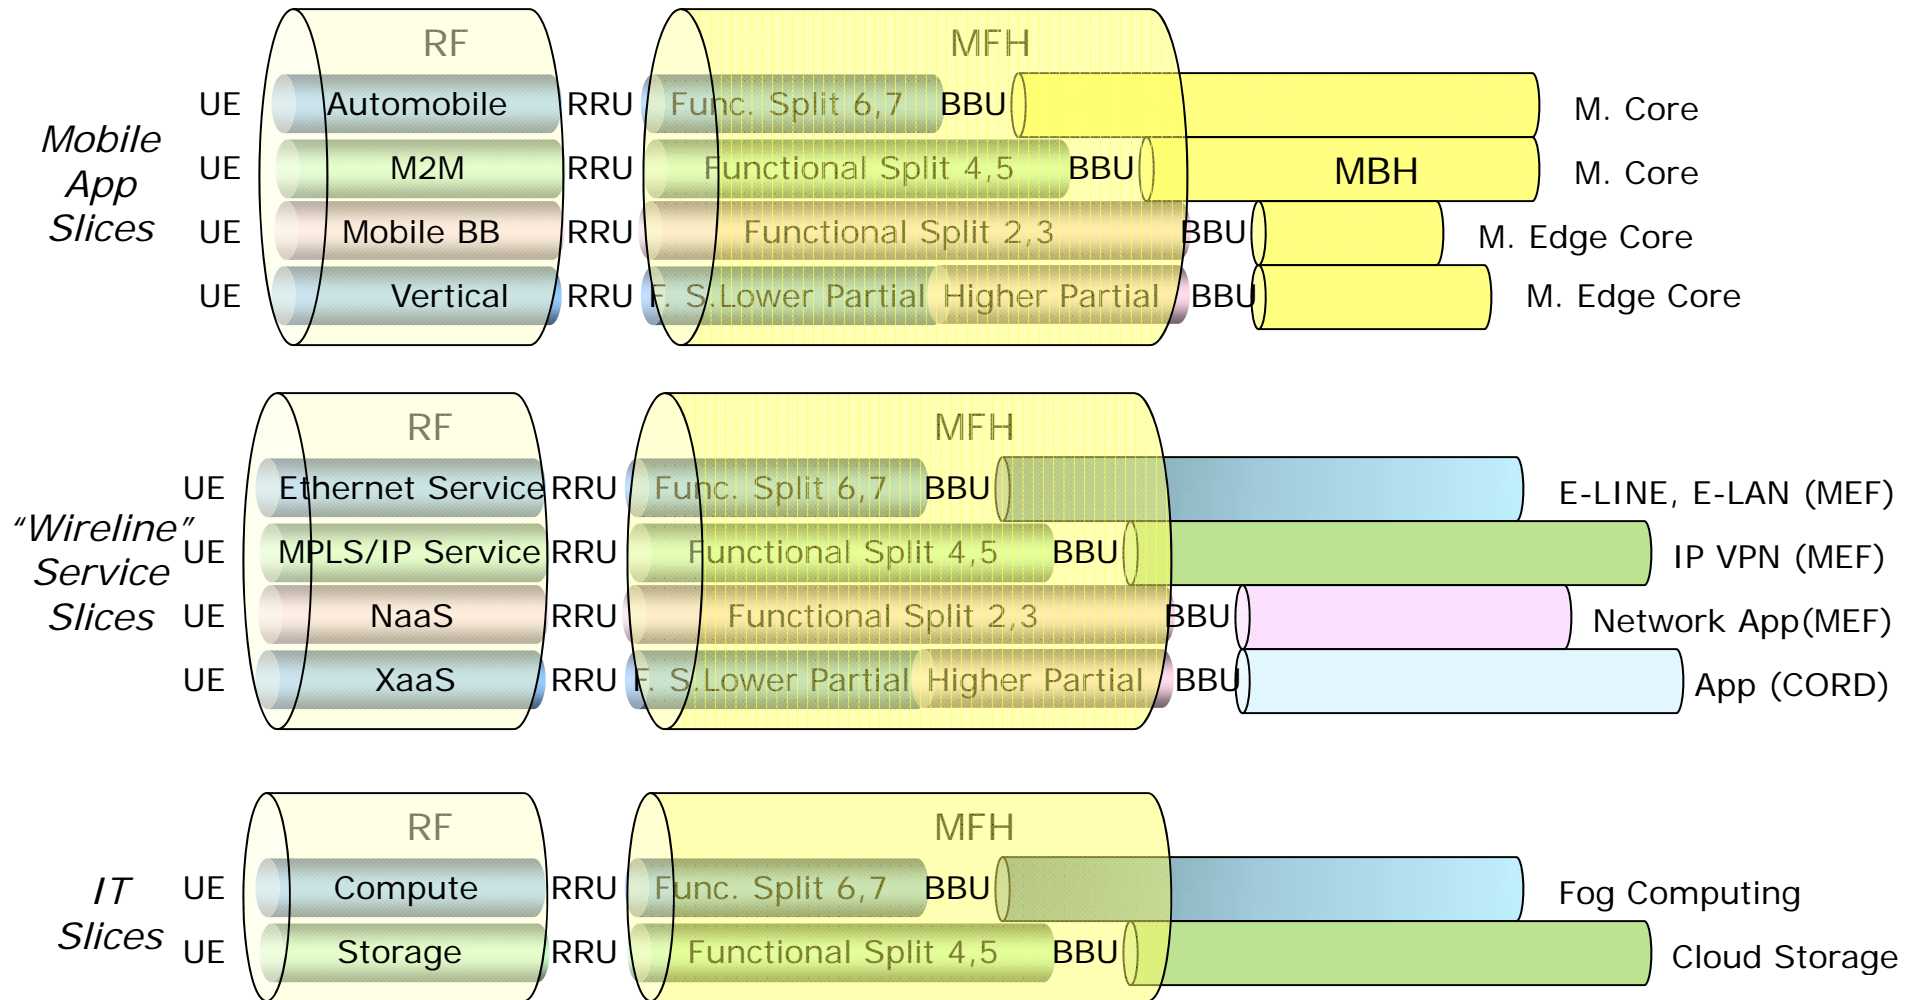 RF MFH
Mobile
App
Slices
UE Automobile RRU Func. Split 6,7 BBU M. Core
UE M2M RRU Functional Split 4,5 BBU MBH M. Core
UE Mobile BB RRU Functional Split 2,3 BBU M. Edge Core
UE Vertical RRU F. S.Lower Partial Higher Partial BBU M. Edge Core
RF MFH
“Wireline”
Service
Slices
UE Ethernet Service RRU Func. Split 6,7 BBU E-LINE, E-LAN (MEF)
UE MPLS/IP Service RRU Functional Split 4,5 BBU IP VPN (MEF)
UE NaaS RRU Functional Split 2,3 BBU Network App(MEF)
UE XaaS RRU F. S.Lower Partial Higher Partial BBU App (CORD)
RF MFH
IT
Slices
UE Compute RRU Func. Split 6,7 BBU Fog Computing
UE Storage RRU Functional Split 4,5 BBU Cloud Storage